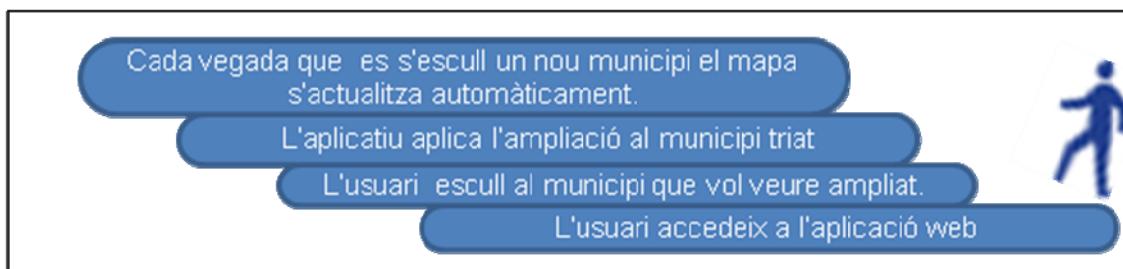 Cada vegada que es s'escull un nou municipi el mapa
s'actualitza automàticament.
L'aplicatiu aplica l'ampliació al municipi triat
L'usuari escull al municipi que vol veure ampliat.
L'usuari accedeix a l'aplicació web